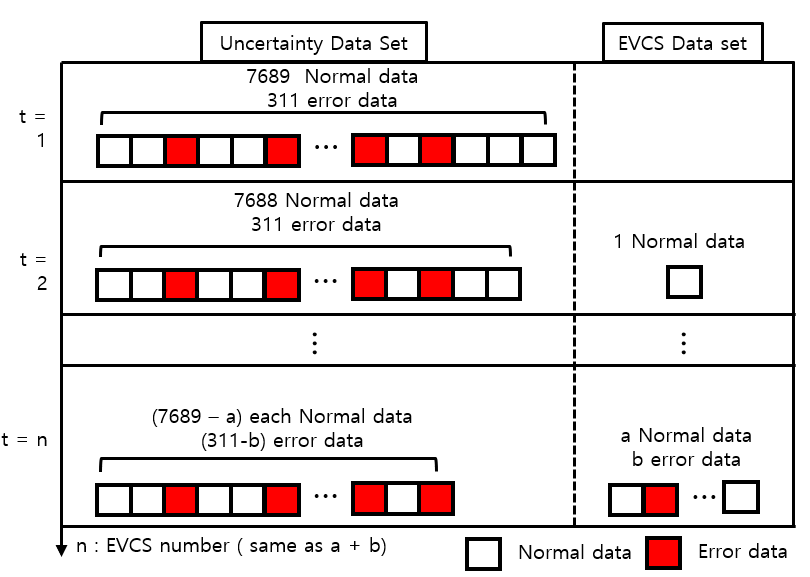 Uncertainty Data Set
EVCS Data set
t =
1
7689 Normal data
311 error data
...
t =
2
7688 Normal data
311 error data
...
1 Normal data
⋮
⋮
t = n
(7689 – a) each Normal data
(311-b) error data
...
a Normal data
b error data
...
n : EVCS number ( same as a + b)
Normal data
Error data